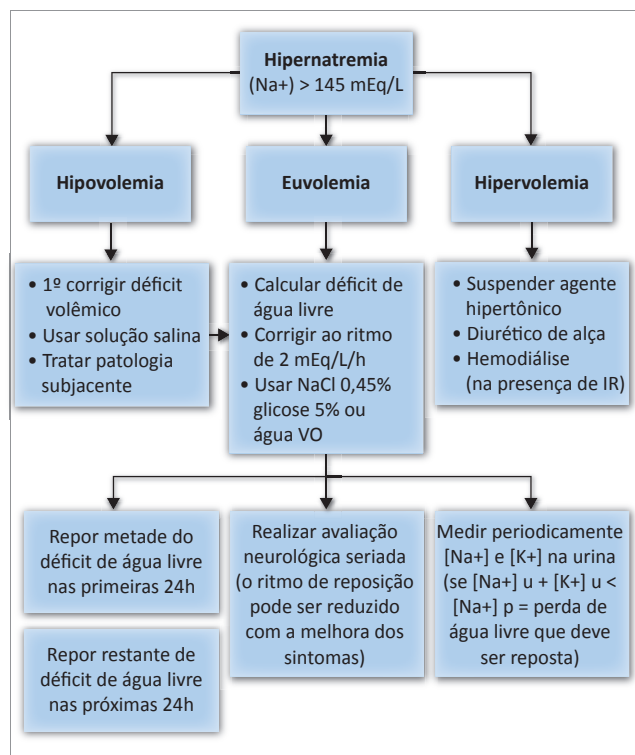 Hipernatremia
(Na+) > 145 mEq/L
Hipovolemia
Euvolemia
Hipervolemia
• 1º corrigir déficit
volêmico
• Usar solução salina
• Tratar patologia
subjacente
• Calcular déficit de
água livre
• Corrigir ao ritmo
de 2 mEq/L/h
• Usar NaCl 0,45%
glicose 5% ou
água VO
• Suspender agente
hipertônico
• Diurético de alça
• Hemodiálise
(na presença de IR)
Repor metade do
déficit de água livre
nas primeiras 24h
Repor restante de
déficit de água livre
nas próximas 24h
Realizar avaliação
neurológica seriada
(o ritmo de reposição
pode ser reduzido
com a melhora dos
sintomas)
Medir periodicamente
[Na+] e [K+] na urina
(se [Na+] u + [K+] u <
[Na+] p = perda de
água livre que deve
ser reposta)